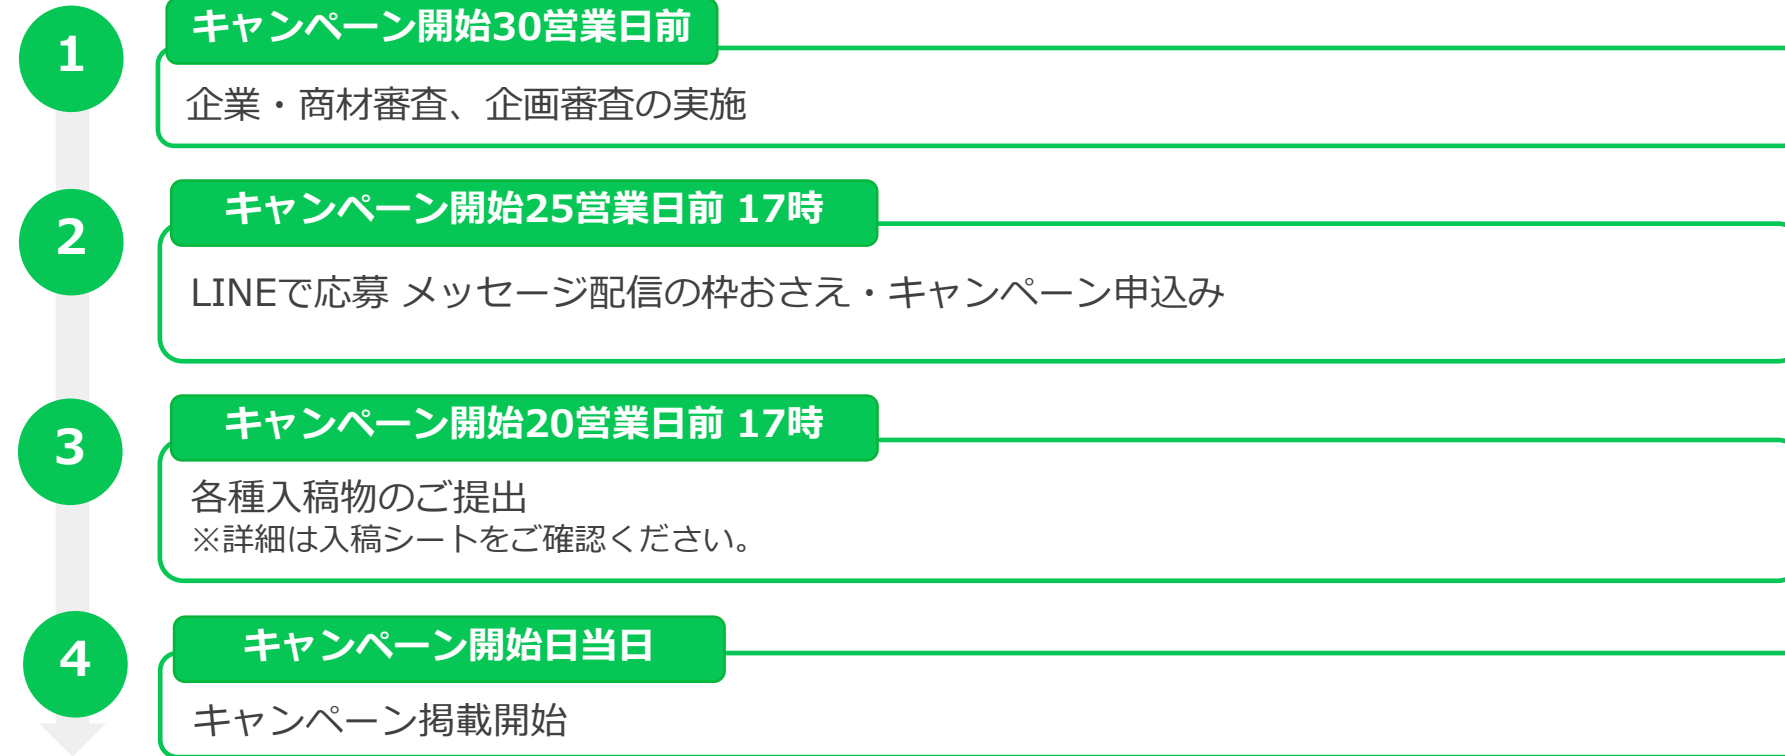 1
キャンペーン開始30営業日前
企業・商材審査、企画審査の実施
2
キャンペーン開始25営業日前 17時
LINEで応募 メッセージ配信の枠おさえ・キャンペーン申込み
3
キャンペーン開始20営業日前 17時
各種入稿物のご提出
※詳細は入稿シートをご確認ください。
4
キャンペーン開始日当日
キャンペーン掲載開始